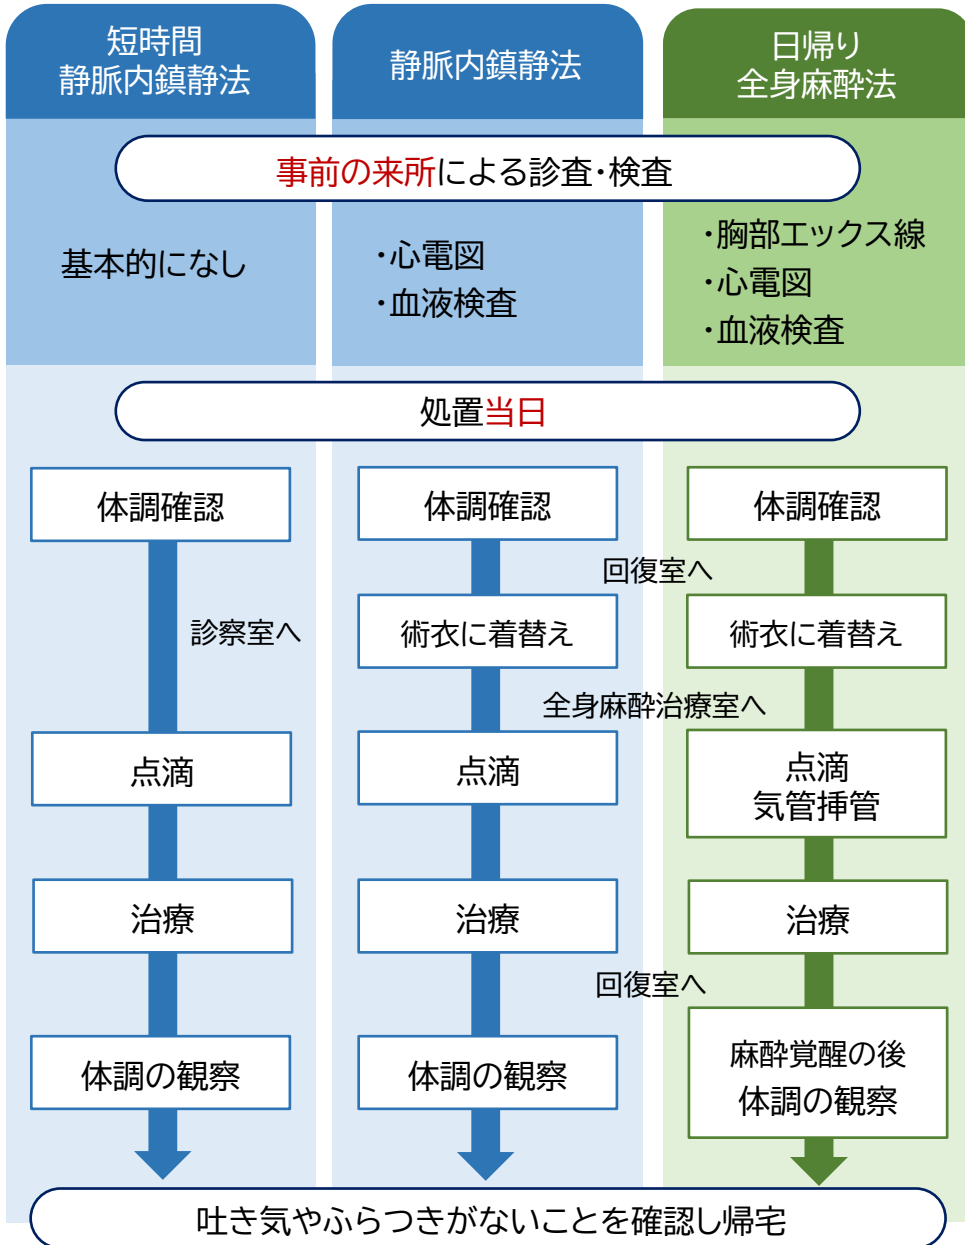 短時間
静脈内鎮静法
静脈内鎮静法
日帰り
全身麻酔法
事前の来所による診査・検査
基本的になし
・心電図
・血液検査
・胸部エックス線
・心電図
・血液検査
処置当日
体調確認
診察室へ
点滴
治療
体調の観察
体調確認
回復室へ
術衣に着替え
全身麻酔治療室へ
点滴
治療
回復室へ
体調の観察
体調確認
術衣に着替え
点滴
気管挿管
治療
麻酔覚醒の後
体調の観察
吐き気やふらつきがないことを確認し帰宅